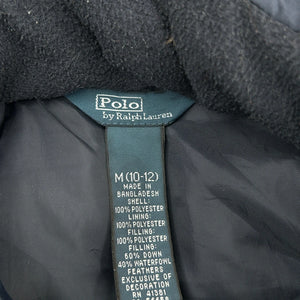 Polo
by Ralph Lauren
M (10-12)
MADE IN
BANGLADESH
SHELL:
100% POLYESTER
LINING:
100% POLYESTER
FILLING:
100% POLYESTER
FILLING:
60% DOWN
40% WATERFOWL
FEATHERS
EXCLUSIVE OF
DECORATION
RN 41381